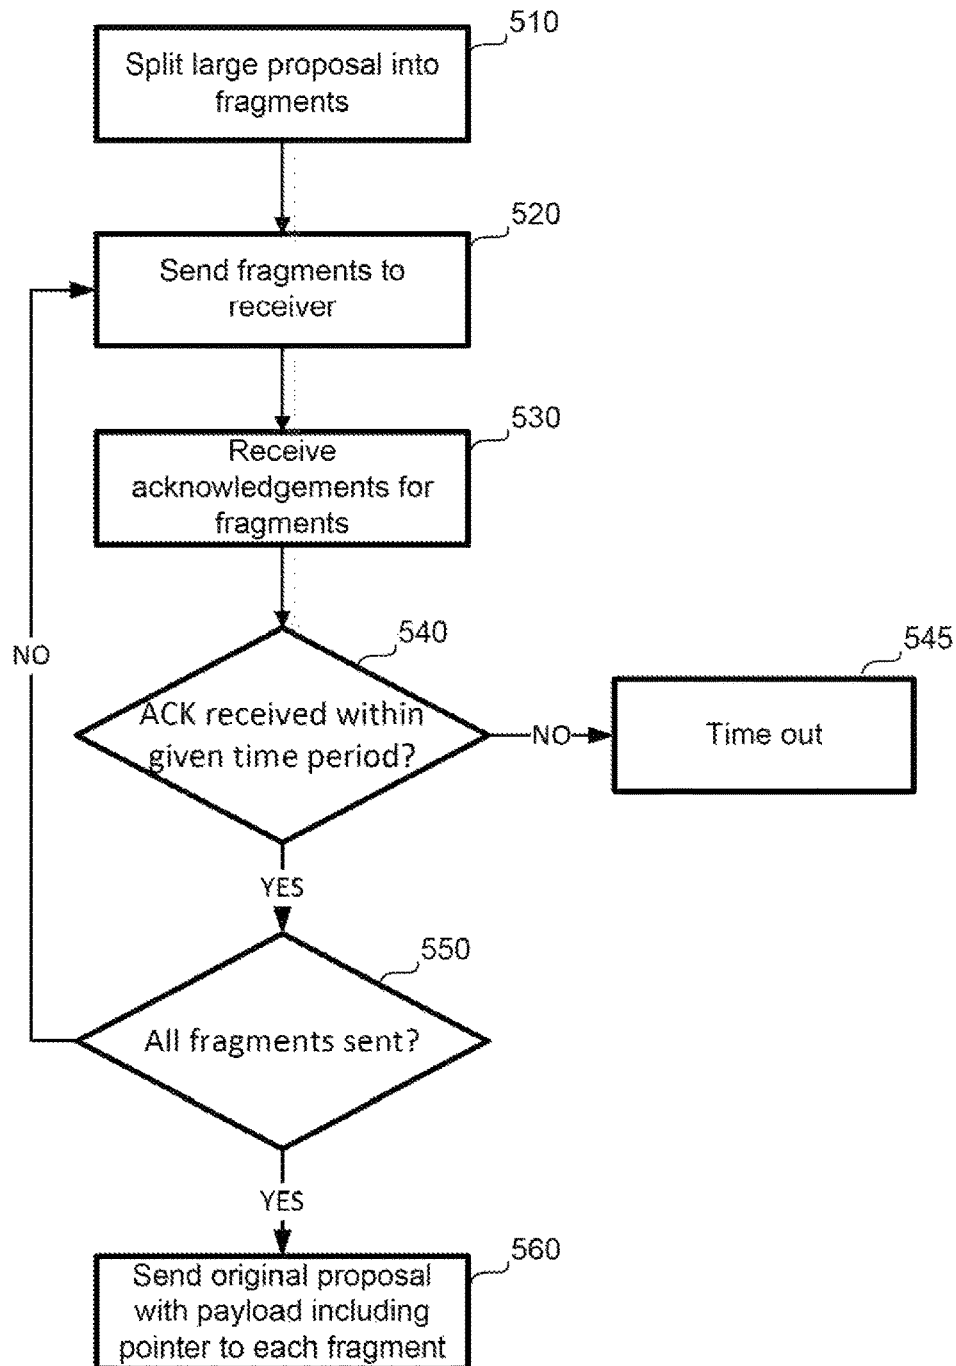 510
Split large proposal into
fragments
520
Send fragments to
receiver
530
Receive
acknowledgements for
fragments
NO
540
ACK received within
given time period?
NO
545
Time out
YES
550
All fragments sent?
YES
560
Send original proposal
with payload including
pointer to each fragment